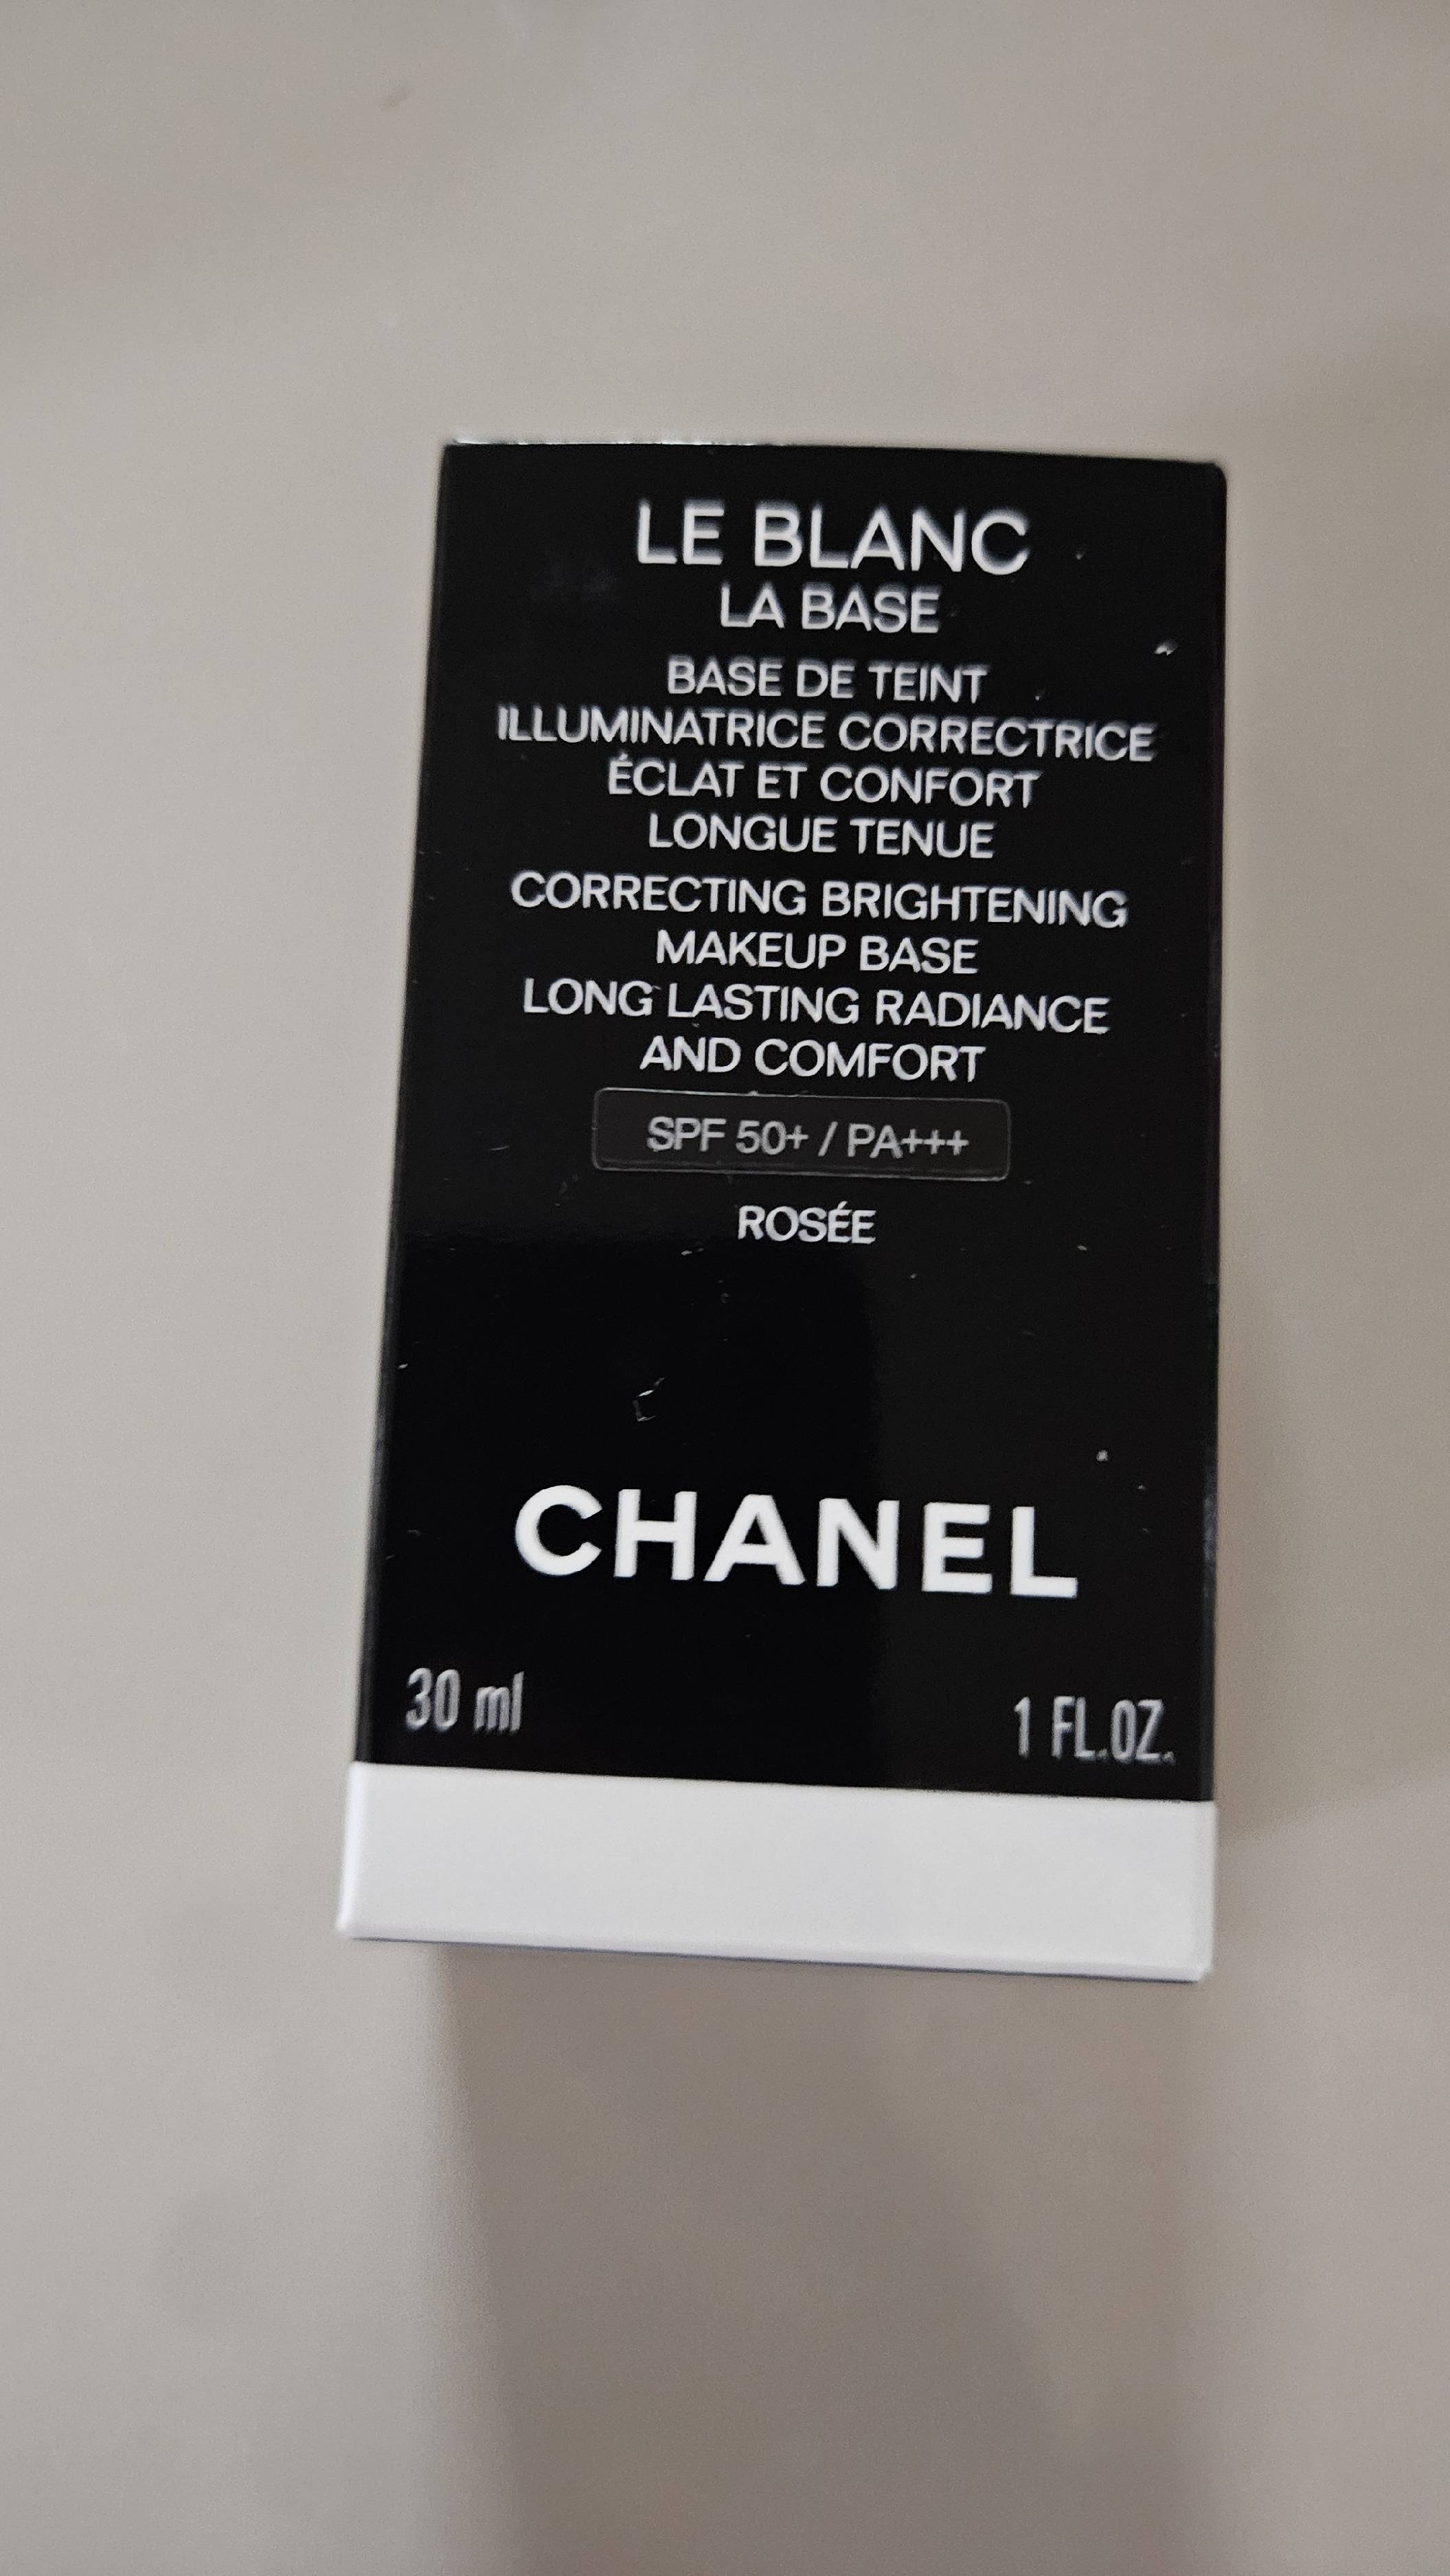 LE BLANC
LA BASE
BASE DE TEINT
ILLUMINATRICE CORRECTRICE
ÉCLAT ET CONFORT
LONGUE TENUE
CORRECTING BRIGHTENING
MAKEUP BASE
LONG LASTING RADIANCE
AND COMFORT
SPF 50+ / PA+++
ROSÉE
CHANEL
30 ml 1 FL.OZ.